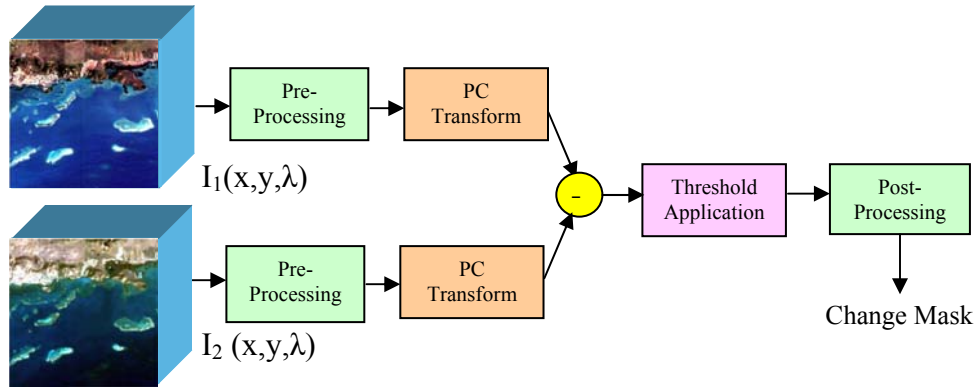 Pre-
Processing
PC
Transform
I₁(x,y,λ)
-
Threshold
Application
Post-
Processing
Pre-
Processing
PC
Transform
I₂ (x,y,λ)
Change Mask